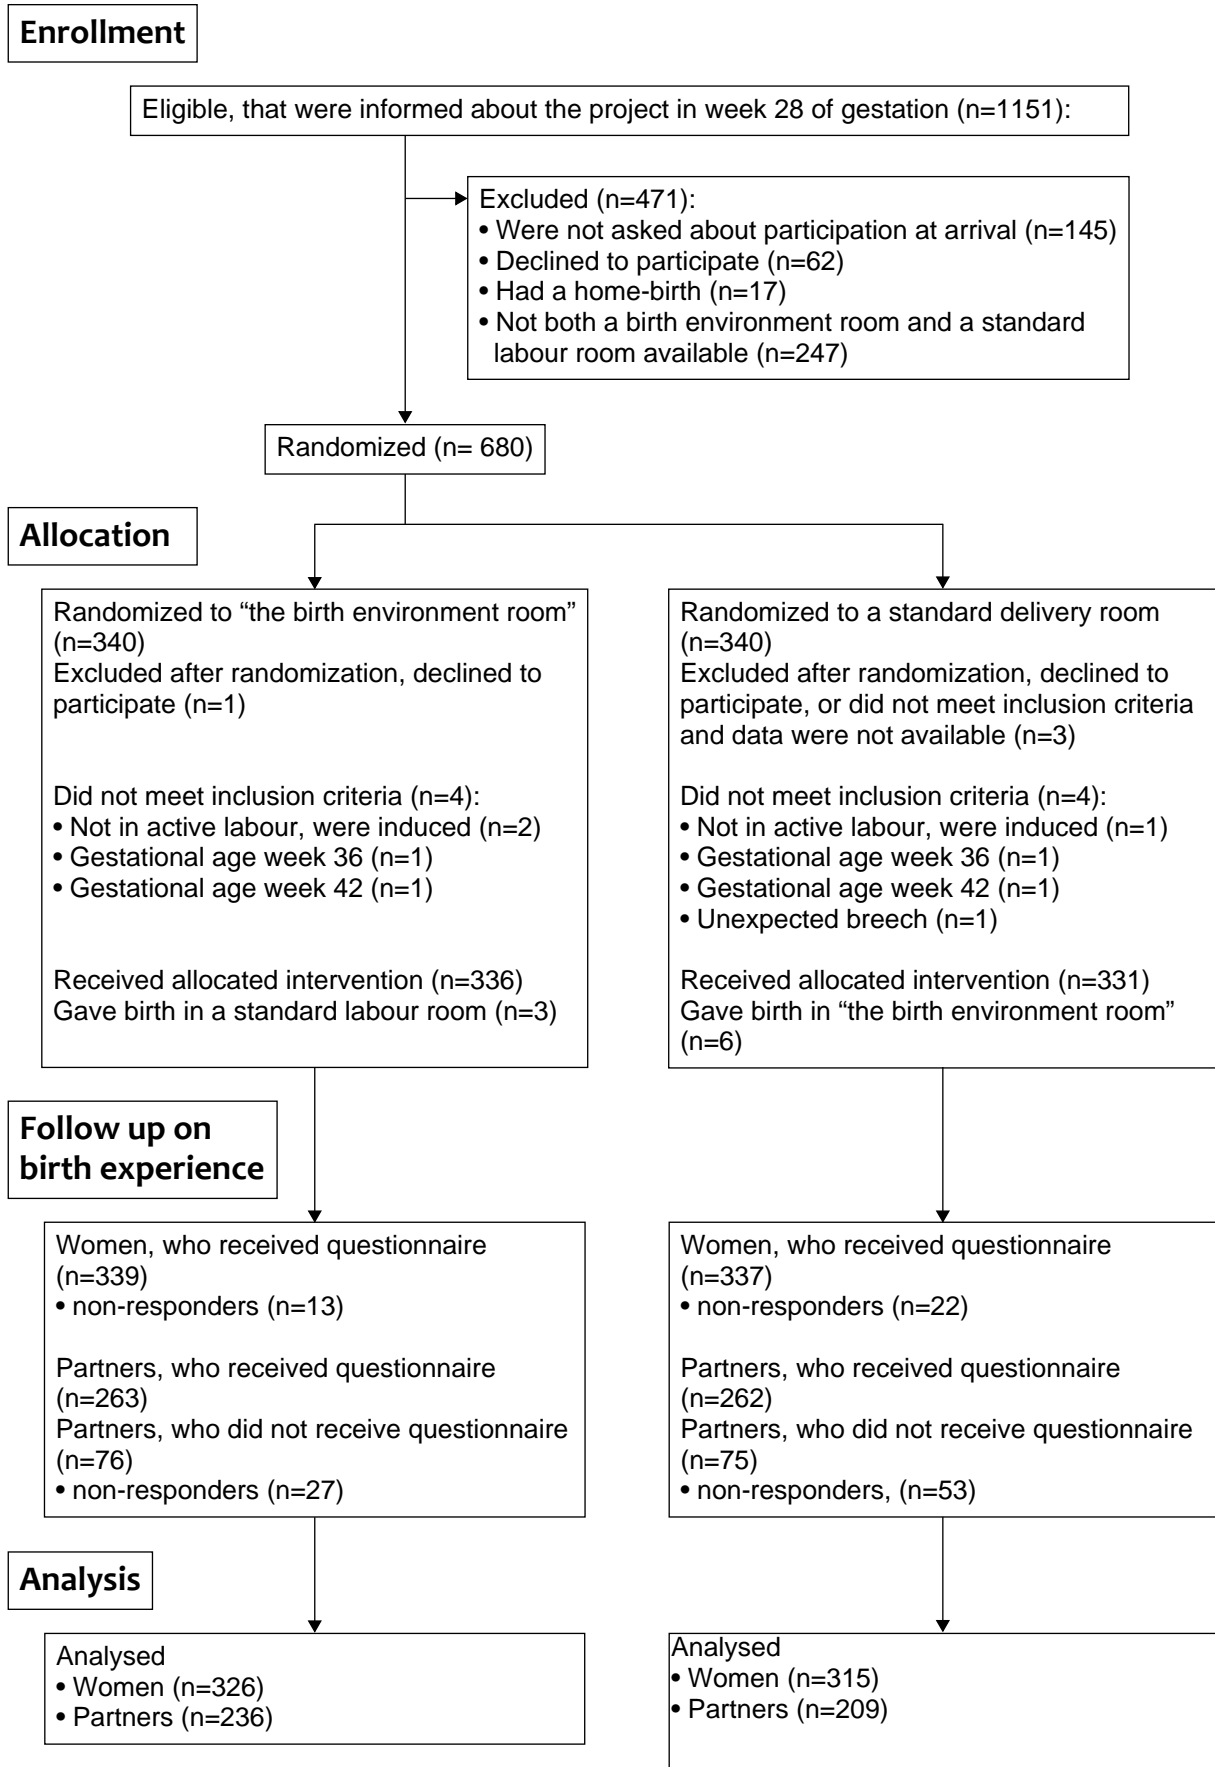 Enrollment
Eligible, that were informed about the project in week 28 of gestation (n=1151):
Excluded (n=471):
• Were not asked about participation at arrival (n=145)
• Declined to participate (n=62)
• Had a home-birth (n=17)
• Not both a birth environment room and a standard
labour room available (n=247)
Randomized (n= 680)
Allocation
Randomized to “the birth environment room”
(n=340)
Excluded after randomization, declined to
participate (n=1)
Did not meet inclusion criteria (n=4):
• Not in active labour, were induced (n=2)
• Gestational age week 36 (n=1)
• Gestational age week 42 (n=1)
Received allocated intervention (n=336)
Gave birth in a standard labour room (n=3)
Randomized to a standard delivery room
(n=340)
Excluded after randomization, declined to
participate, or did not meet inclusion criteria
and data were not available (n=3)
Did not meet inclusion criteria (n=4):
• Not in active labour, were induced (n=1)
• Gestational age week 36 (n=1)
• Gestational age week 42 (n=1)
• Unexpected breech (n=1)
Received allocated intervention (n=331)
Gave birth in “the birth environment room”
(n=6)
Follow up on
birth experience
Women, who received questionnaire
(n=339)
• non-responders (n=13)
Partners, who received questionnaire
(n=263)
Partners, who did not receive questionnaire
(n=76)
• non-responders (n=27)
Women, who received questionnaire
(n=337)
• non-responders (n=22)
Partners, who received questionnaire
(n=262)
Partners, who did not receive questionnaire
(n=75)
• non-responders, (n=53)
Analysis
Analysed
• Women (n=326)
• Partners (n=236)
Analysed
• Women (n=315)
• Partners (n=209)